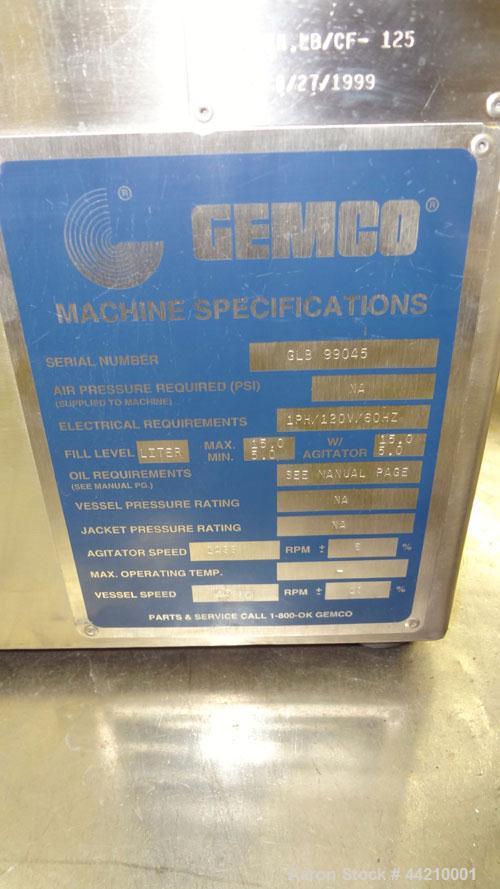 LB/CF- 125
/27/1999
GEMCO®
MACHINE SPECIFICATIONS
SERIAL NUMBER GLB 99045
AIR PRESSURE REQUIRED (PSI) NA
(SUPPLIED TO MACHINE)
ELECTRICAL REQUIREMENTS 1PH/120V/60HZ
FILL LEVEL LITER MAX. 15.0 W/ 15.0
MIN. 5.0 AGITATOR 5.0
OIL REQUIREMENTS SEE MANUAL PAGE
(SEE MANUAL PG.)
VESSEL PRESSURE RATING NA
JACKET PRESSURE RATING NA
AGITATOR SPEED RPM ± %
MAX. OPERATING TEMP. -
VESSEL SPEED RPM ± %
PARTS & SERVICE CALL 1-800-OK GEMCO
Aaron Stock # 44210001